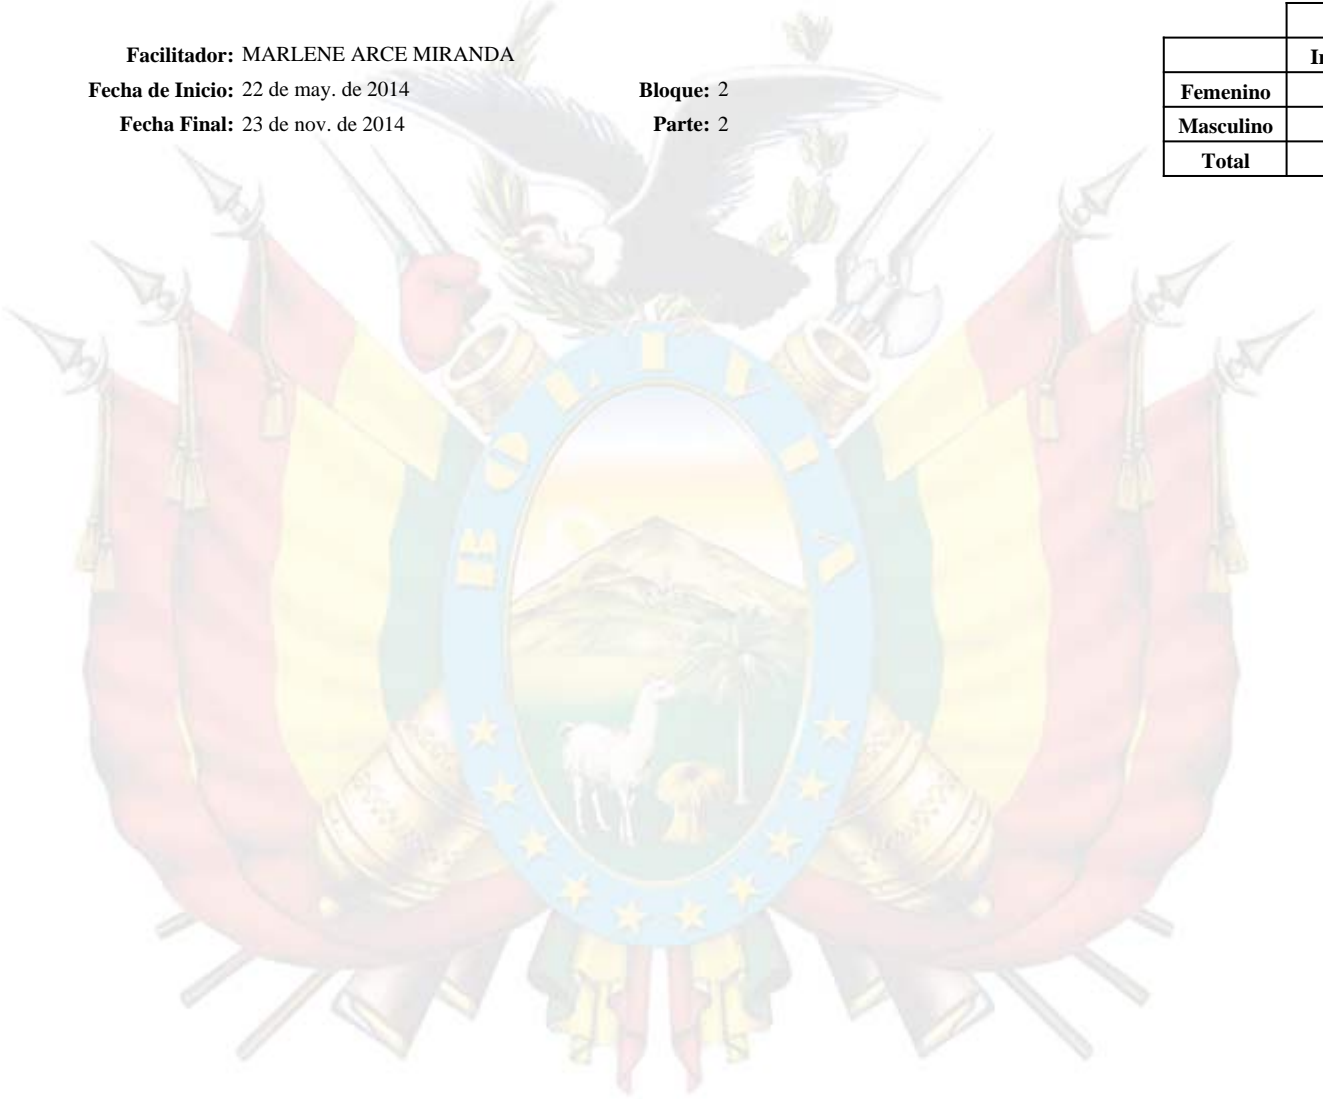 Facilitador: MARLENE ARCE MIRANDA
Fecha de Inicio: 22 de may. de 2014 Bloque: 2
Fecha Final: 23 de nov. de 2014 Parte: 2
Femenino
Masculino
Total
BOLIVIA